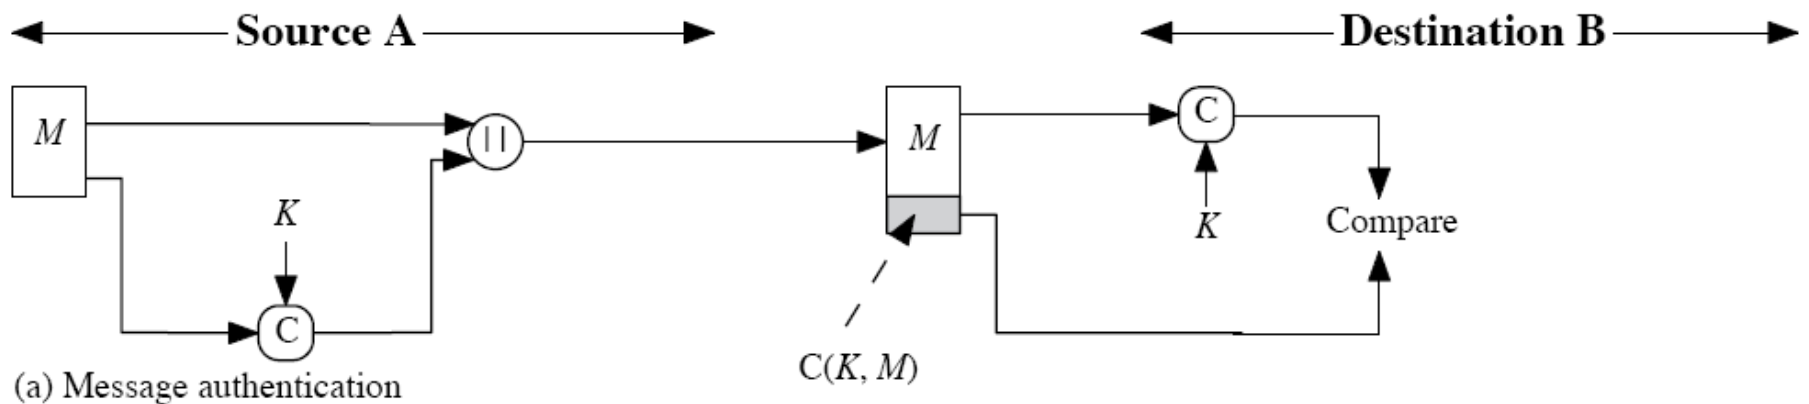 Source A
Destination B
M
||
M
C
K
K
Compare
C
C(K, M)
(a) Message authentication